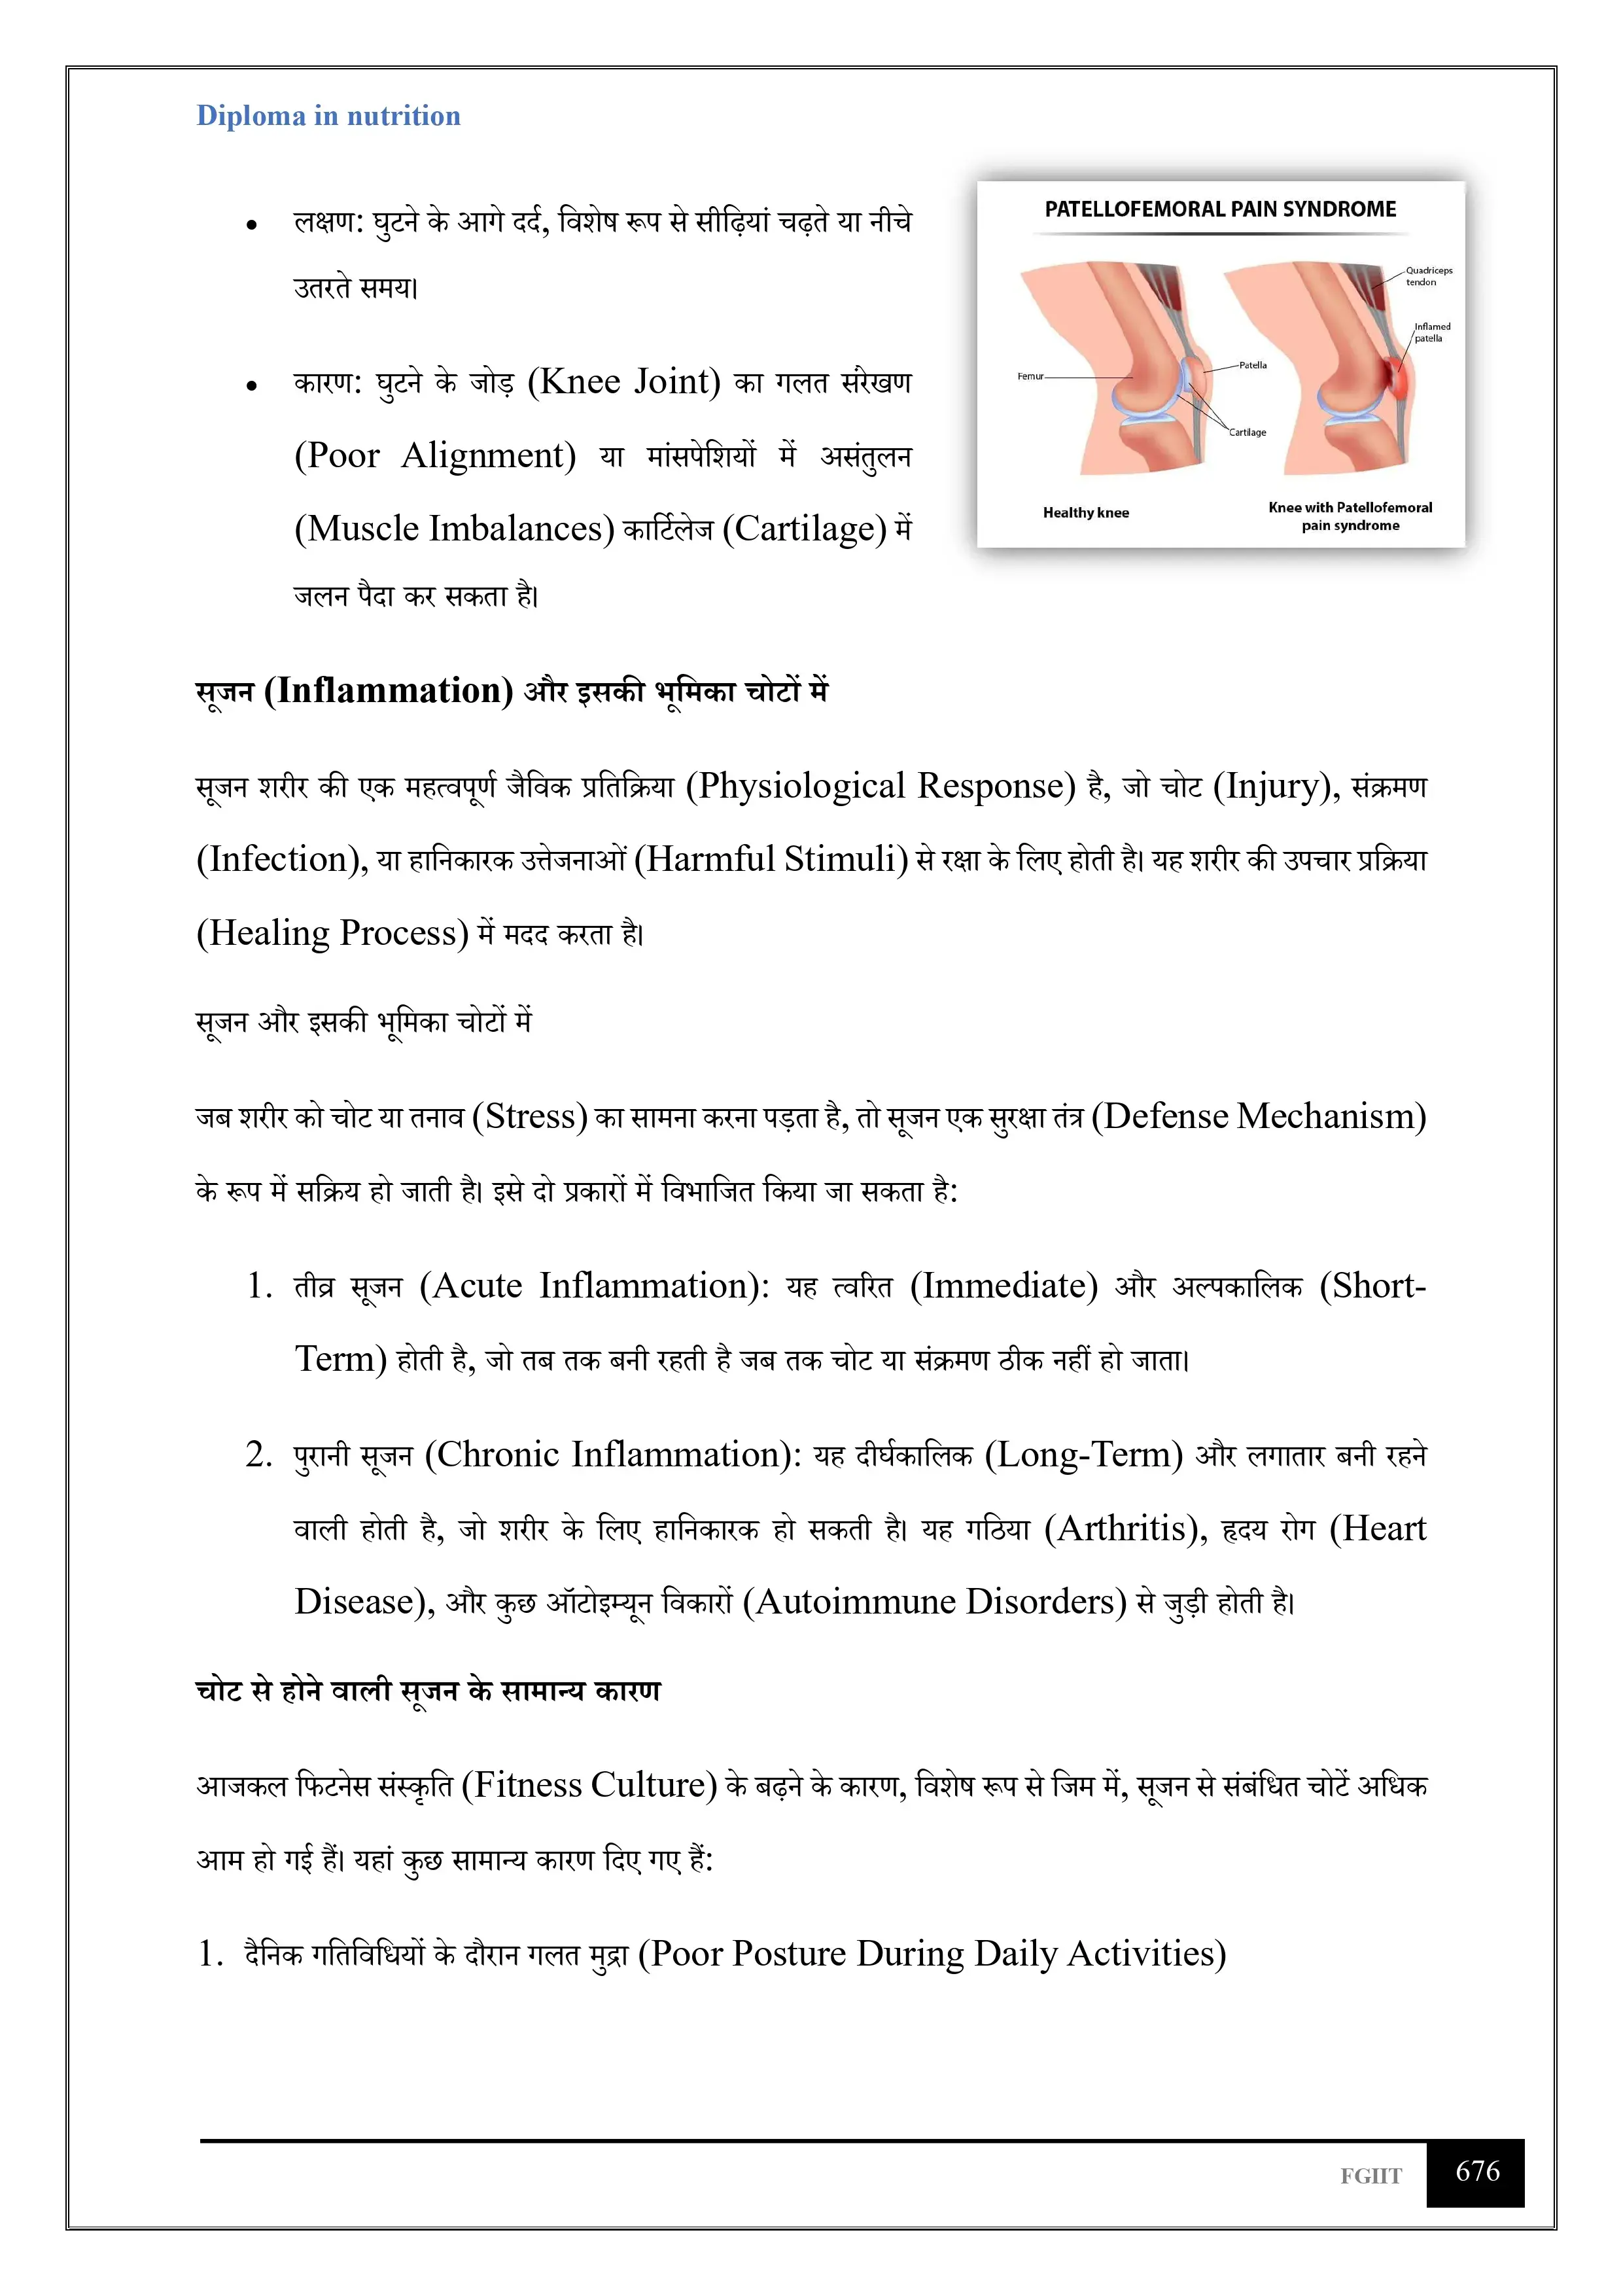 Diploma in nutrition
• लक्षण: घुटने के आगे दर्द, विशेष रूप से सीढ़ियां चढ़ते या नीचे
उतरते समय।
• कारण: घुटने के जोड़ (Knee Joint) का गलत संरेखण
(Poor Alignment) या मांसपेशियों में असंतुलन
(Muscle Imbalances) कार्टिलेज (Cartilage) में
जलन पैदा कर सकता है।
PATELLOFEMORAL PAIN SYNDROME
Quadriceps
tendon
Inflamed
patella
Patella
Femur
Cartilage
Healthy knee
Knee with Patellofemoral
pain syndrome
सूजन (Inflammation) और इसकी भूमिका चोटों में
सूजन शरीर की एक महत्वपूर्ण जैविक प्रतिक्रिया (Physiological Response) है, जो चोट (Injury), संक्रमण
(Infection), या हानिकारक उत्तेजनाओं (Harmful Stimuli) से रक्षा के लिए होती है। यह शरीर की उपचार प्रक्रिया
(Healing Process) में मदद करता है।
सूजन और इसकी भूमिका चोटों में
जब शरीर को चोट या तनाव (Stress) का सामना करना पड़ता है, तो सूजन एक सुरक्षा तंत्र (Defense Mechanism)
के रूप में सक्रिय हो जाती है। इसे दो प्रकारों में विभाजित किया जा सकता है:
1. तीव्र सूजन (Acute Inflammation): यह त्वरित (Immediate) और अल्पकालिक (Short-
Term) होती है, जो तब तक बनी रहती है जब तक चोट या संक्रमण ठीक नहीं हो जाता।
2. पुरानी सूजन (Chronic Inflammation): यह दीर्घकालिक (Long-Term) और लगातार बनी रहने
वाली होती है, जो शरीर के लिए हानिकारक हो सकती है। यह गठिया (Arthritis), हृदय रोग (Heart
Disease), और कुछ ऑटोइम्यून विकारों (Autoimmune Disorders) से जुड़ी होती है।
चोट से होने वाली सूजन के सामान्य कारण
आजकल फिटनेस संस्कृति (Fitness Culture) के बढ़ने के कारण, विशेष रूप से जिम में, सूजन से संबंधित चोटें अधिक
आम हो गई हैं। यहां कुछ सामान्य कारण दिए गए हैं:
1. दैनिक गतिविधियों के दौरान गलत मुद्रा (Poor Posture During Daily Activities)
FGIIT 676